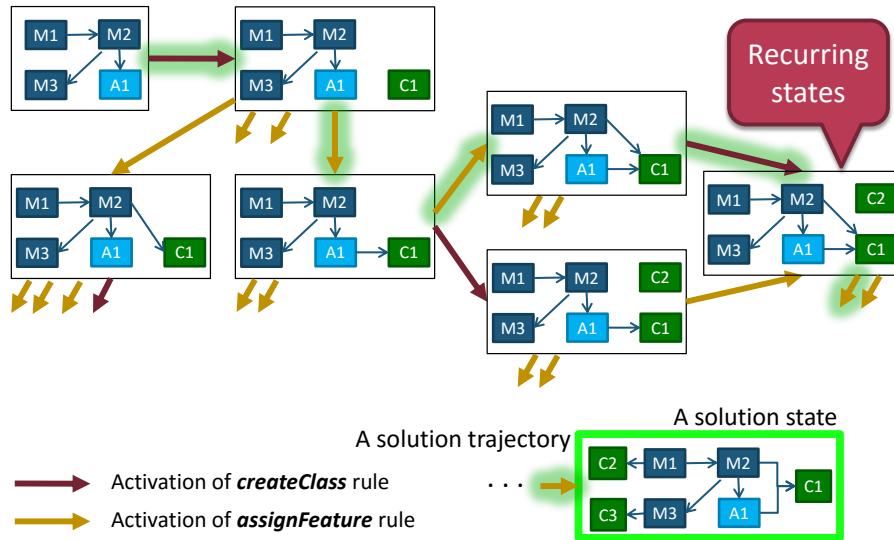 M1 M2
M3 A1
M1 M2
M3 A1 C1
Recurring
states
M1 M2
M3 A1 C1
M1 M2
M3 A1 C1
M1 M2
M3 A1 C1
M1 M2 C2
M3 A1 C1
M1 M2 C2
M3 A1 C1
A solution state
A solution trajectory
C2 M1 M2
C1
C3 M3 A1
Activation of createClass rule
. . .
Activation of assignFeature rule